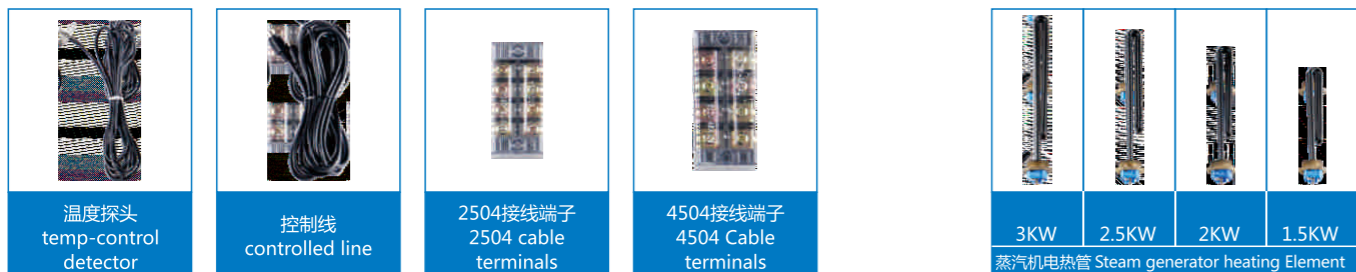 温度探头
temp-control
detector
控制线
controlled line
2504接线端子
2504 cable
terminals
4504接线端子
4504 Cable
terminals
3KW
2.5KW
2KW
1.5KW
蒸汽机电热管 Steam generator heating Element